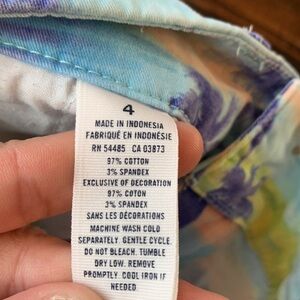 4
MADE IN INDONESIA
FABRIQUÉ EN INDONÉSIE
RN 54485 CA 03873
97% COTTON
3% SPANDEX
EXCLUSIVE OF DECORATION
97% COTON
3% SPANDEX
SANS LES DÉCORATIONS
MACHINE WASH COLD
SEPARATELY. GENTLE CYCLE.
DO NOT BLEACH. TUMBLE
DRY LOW. REMOVE
PROMPTLY. COOL IRON IF
NEEDED.